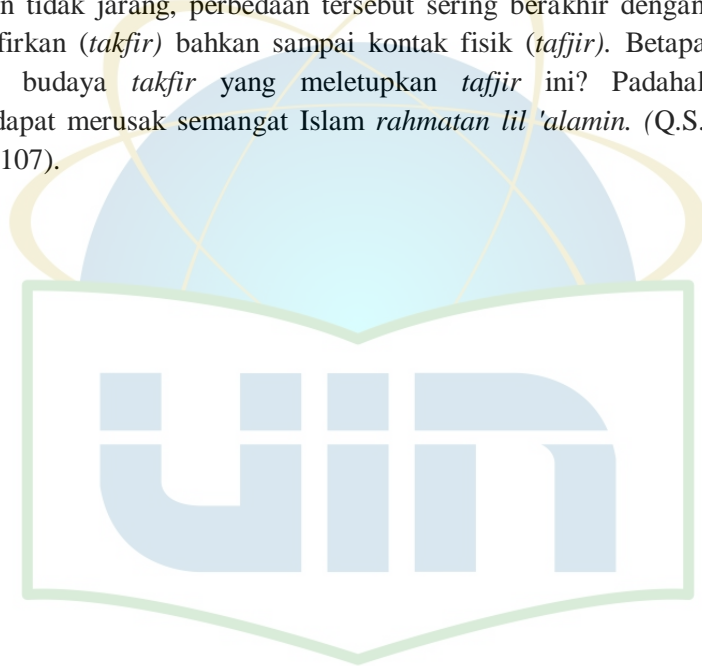 n tidak jarang, perbedaan tersebut sering berakhir dengan
firkan (takfir) bahkan sampai kontak fisik (tafjir). Betapa
budaya takfir yang meletupkan tafjir ini? Padahal
dapat merusak semangat Islam rahmatan lil 'alamin. (Q.S.
107).
uin